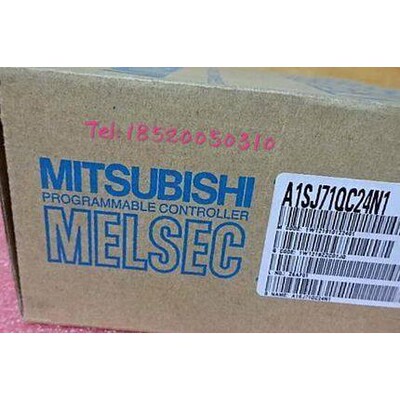 Tel:18520050310
MITSUBISHI
PROGRAMMABLE CONTROLLER
MELSEC
A1SJ71QC24N1